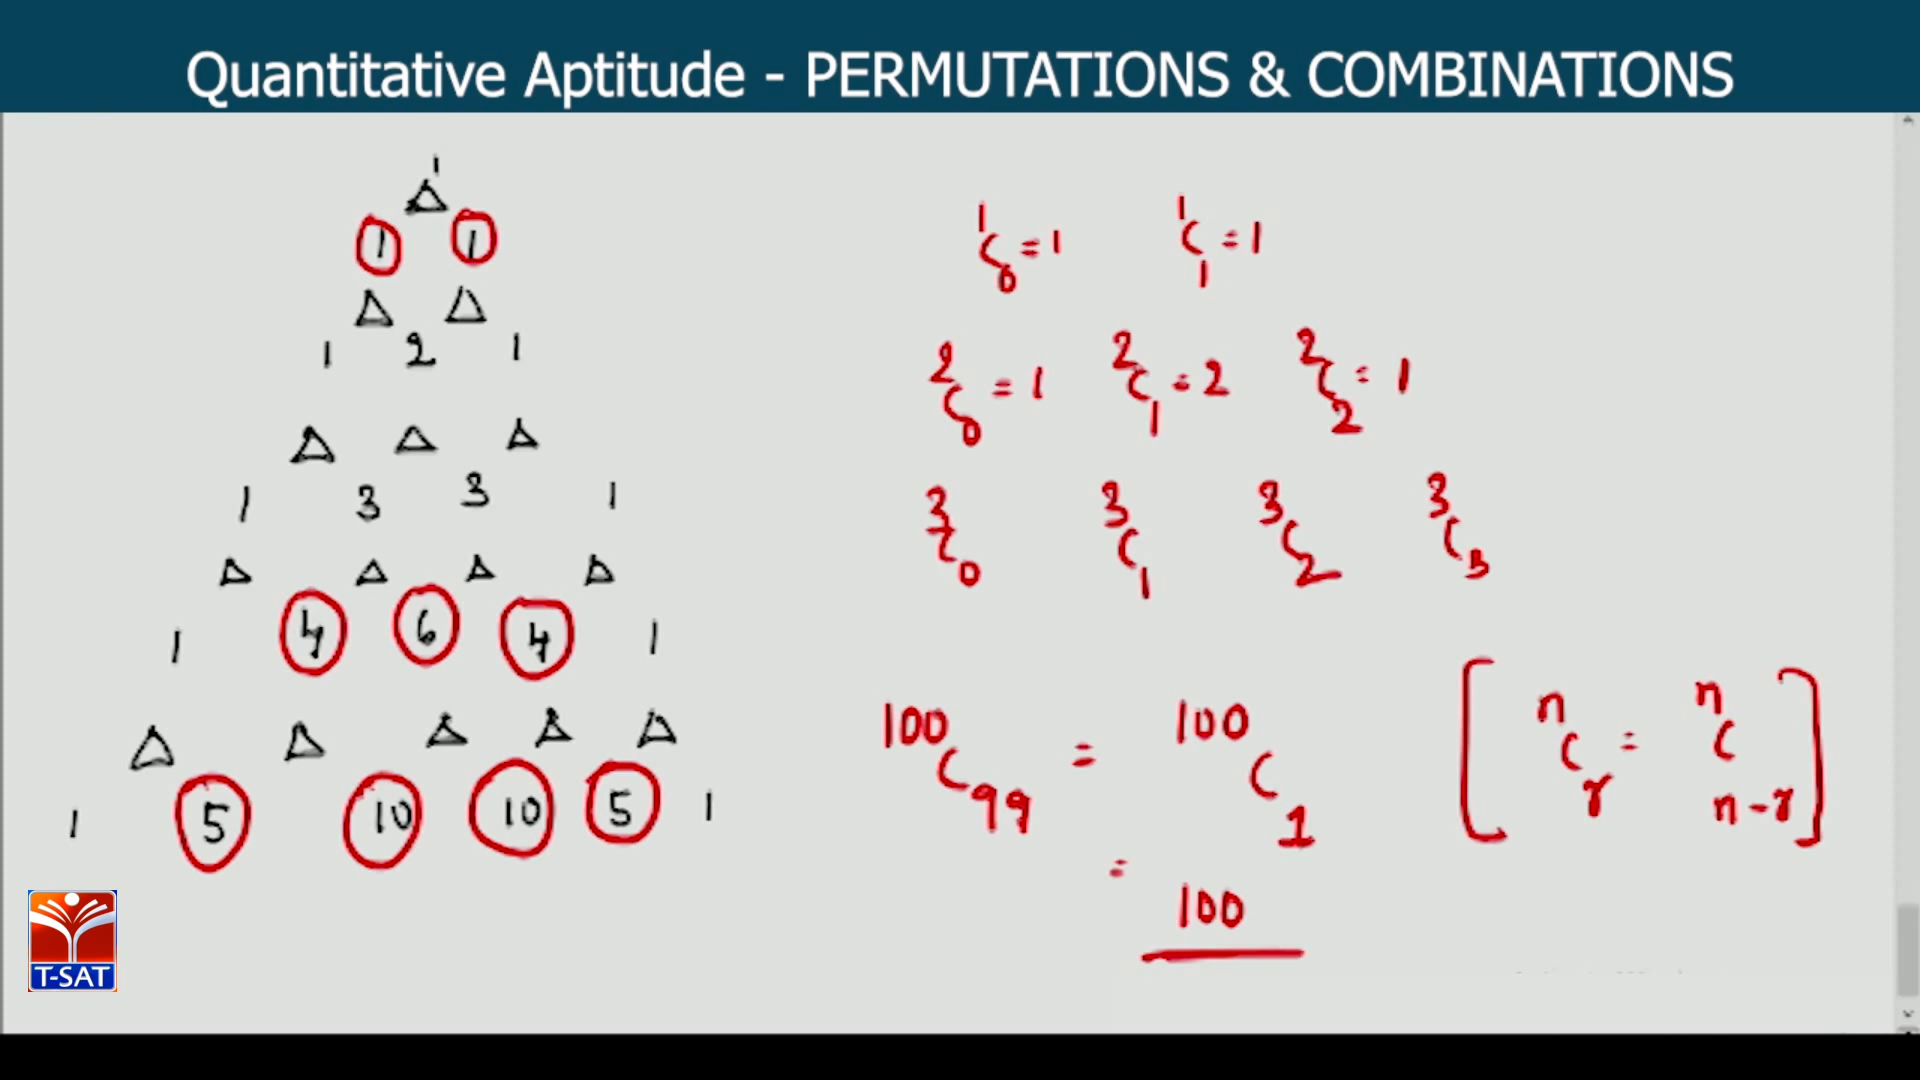 Quantitative Aptitude - PERMUTATIONS & COMBINATIONS
1
1 1
1 2 1
1 3 3 1
1 4 6 4 1
1 5 10 10 5 1
¹C₀ = 1 ¹C₁ = 1
²C₀ = 1 ²C₁ = 2 ²C₂ = 1
³C₀ ³C₁ ³C₂ ³C₃
¹⁰⁰C₉₉ = ¹⁰⁰C₁ [ ⁿCᵣ = ⁿCₙ₋ᵣ ]
= 100
T-SAT